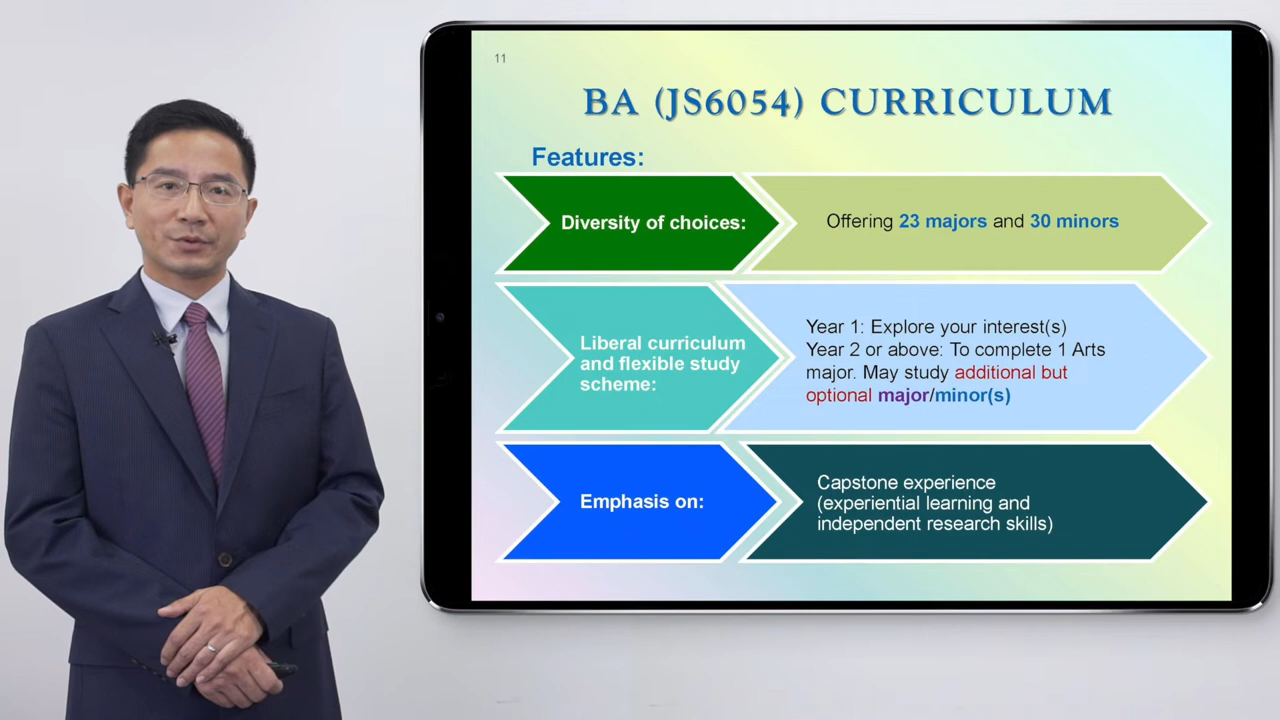 11
BA (JS6054) CURRICULUM
Features:
Diversity of choices:
Offering 23 majors and 30 minors
Liberal curriculum
and flexible study
scheme:
Year 1: Explore your interest(s)
Year 2 or above: To complete 1 Arts
major. May study additional but
optional major/minor(s)
Emphasis on:
Capstone experience
(experiential learning and
independent research skills)